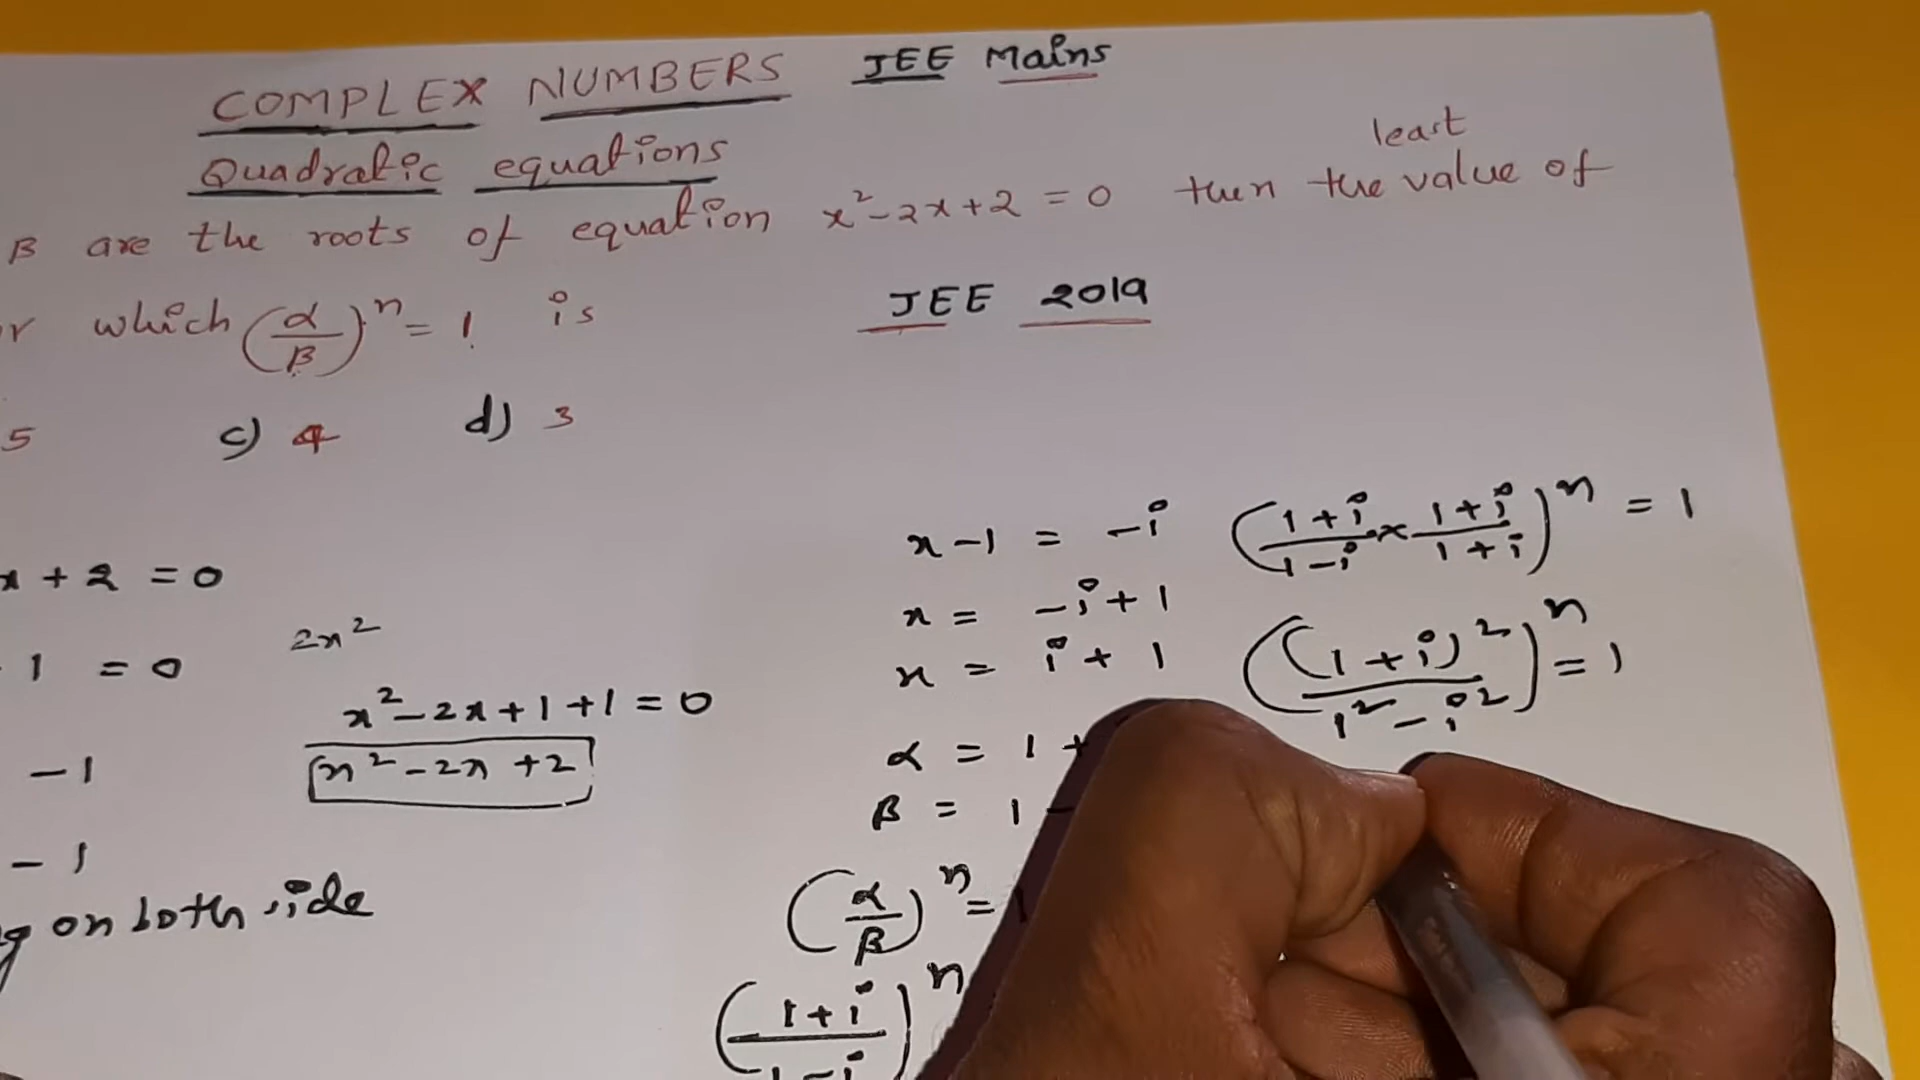 COMPLEX NUMBERS JEE Mains
Quadratic equations
least
β are the roots of equation x²-2x+2=0 then the value of
which (α/β)ⁿ = 1 is
JEE 2019
5 c) 4 d) 3
x + 2 = 0
1 = 0
-1
-1
on both side
2x²
x²-2x+1+1=0
x²-2x+2
x-1 = -i
x = -i+1
x = i+1
α = 1+
β = 1-
(α/β)ⁿ =
((1+i)/(1-i))ⁿ
((1+i)/(1-i) × (1+i)/(1+i))ⁿ = 1
((1+i)²/(1²-i²))ⁿ = 1